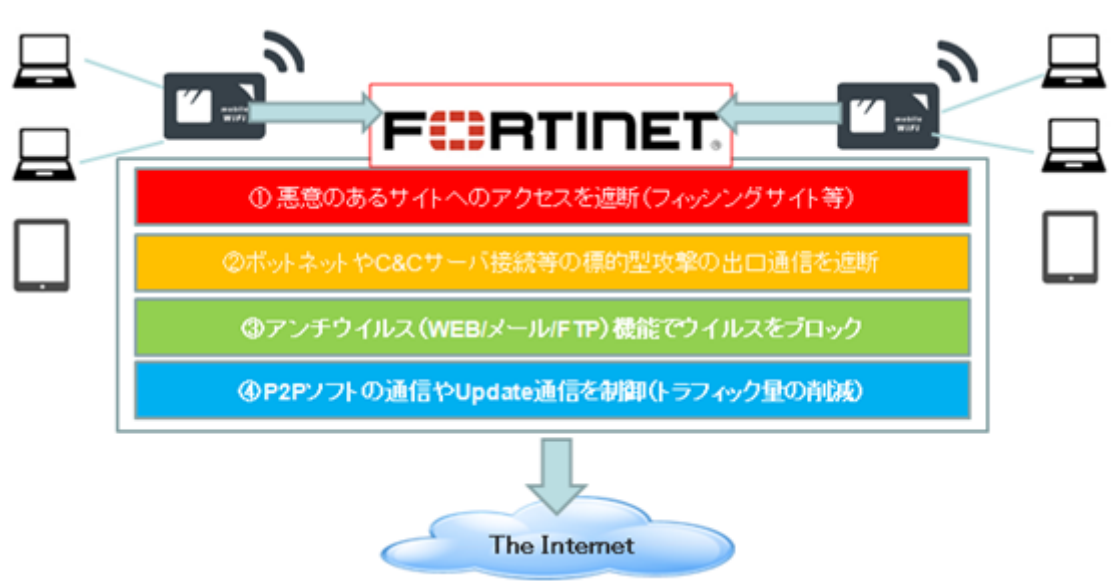 mobile
WiFi
FORTINET®
mobile
WiFi
①悪意のあるサイトへのアクセスを遮断(フィッシングサイト等)
②ボットネットやC&Cサーバ接続等の標的型攻撃の出口通信を遮断
③アンチウイルス(WEB/メール/FTP)機能でウイルスをブロック
④P2Pソフトの通信やUpdate通信を制御(トラフィック量の削減)
The Internet